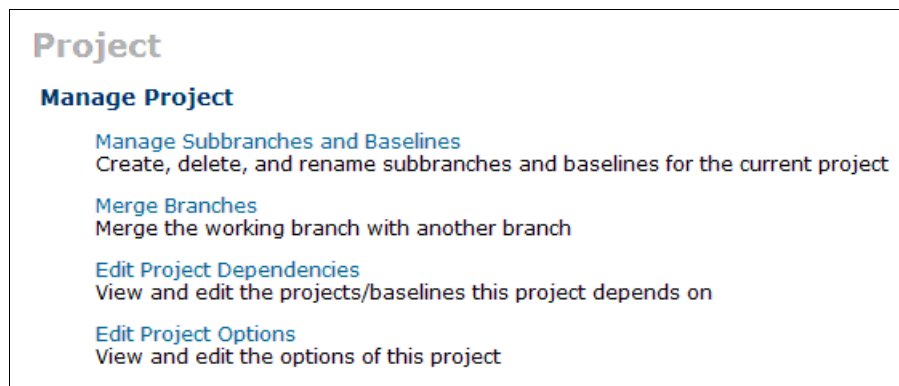 Project
Manage Project
Manage Subbranches and Baselines
Create, delete, and rename subbranches and baselines for the current project
Merge Branches
Merge the working branch with another branch
Edit Project Dependencies
View and edit the projects/baselines this project depends on
Edit Project Options
View and edit the options of this project